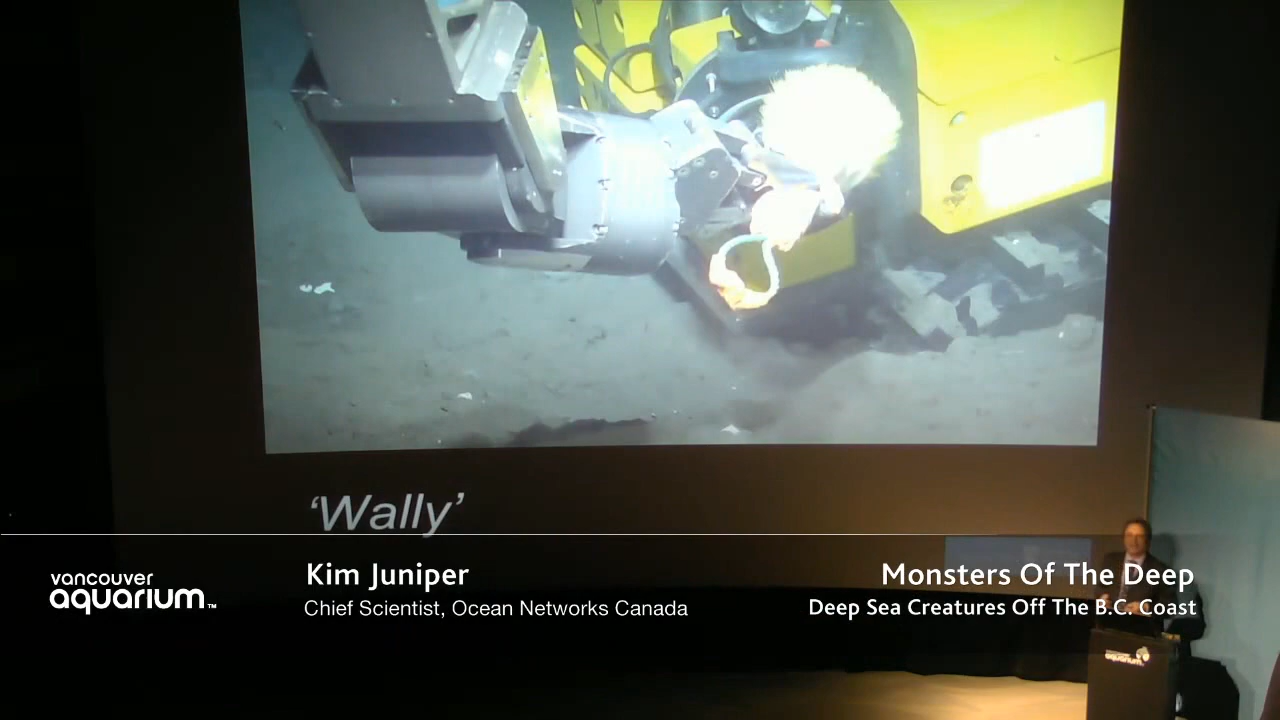 ‘Wally’
vancouver
aquarium™
Kim Juniper
Chief Scientist, Ocean Networks Canada
Monsters Of The Deep
Deep Sea Creatures Off The B.C. Coast
aquarium